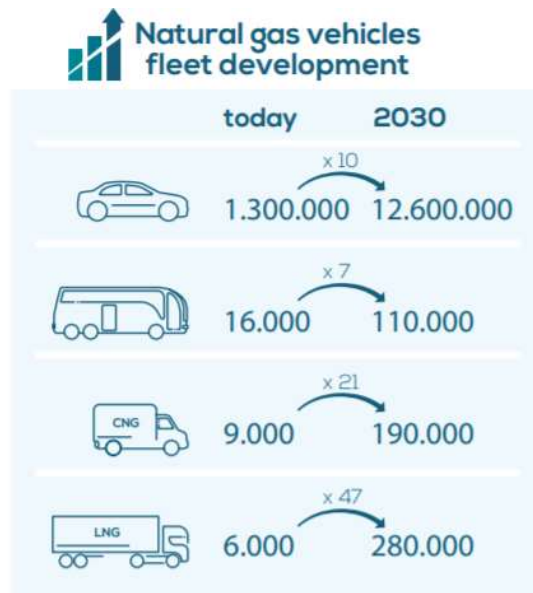 Natural gas vehicles
fleet development
today 2030
x 10
1.300.000 12.600.000
x 7
16.000 110.000
CNG
x 21
9.000 190.000
LNG
x 47
6.000 280.000